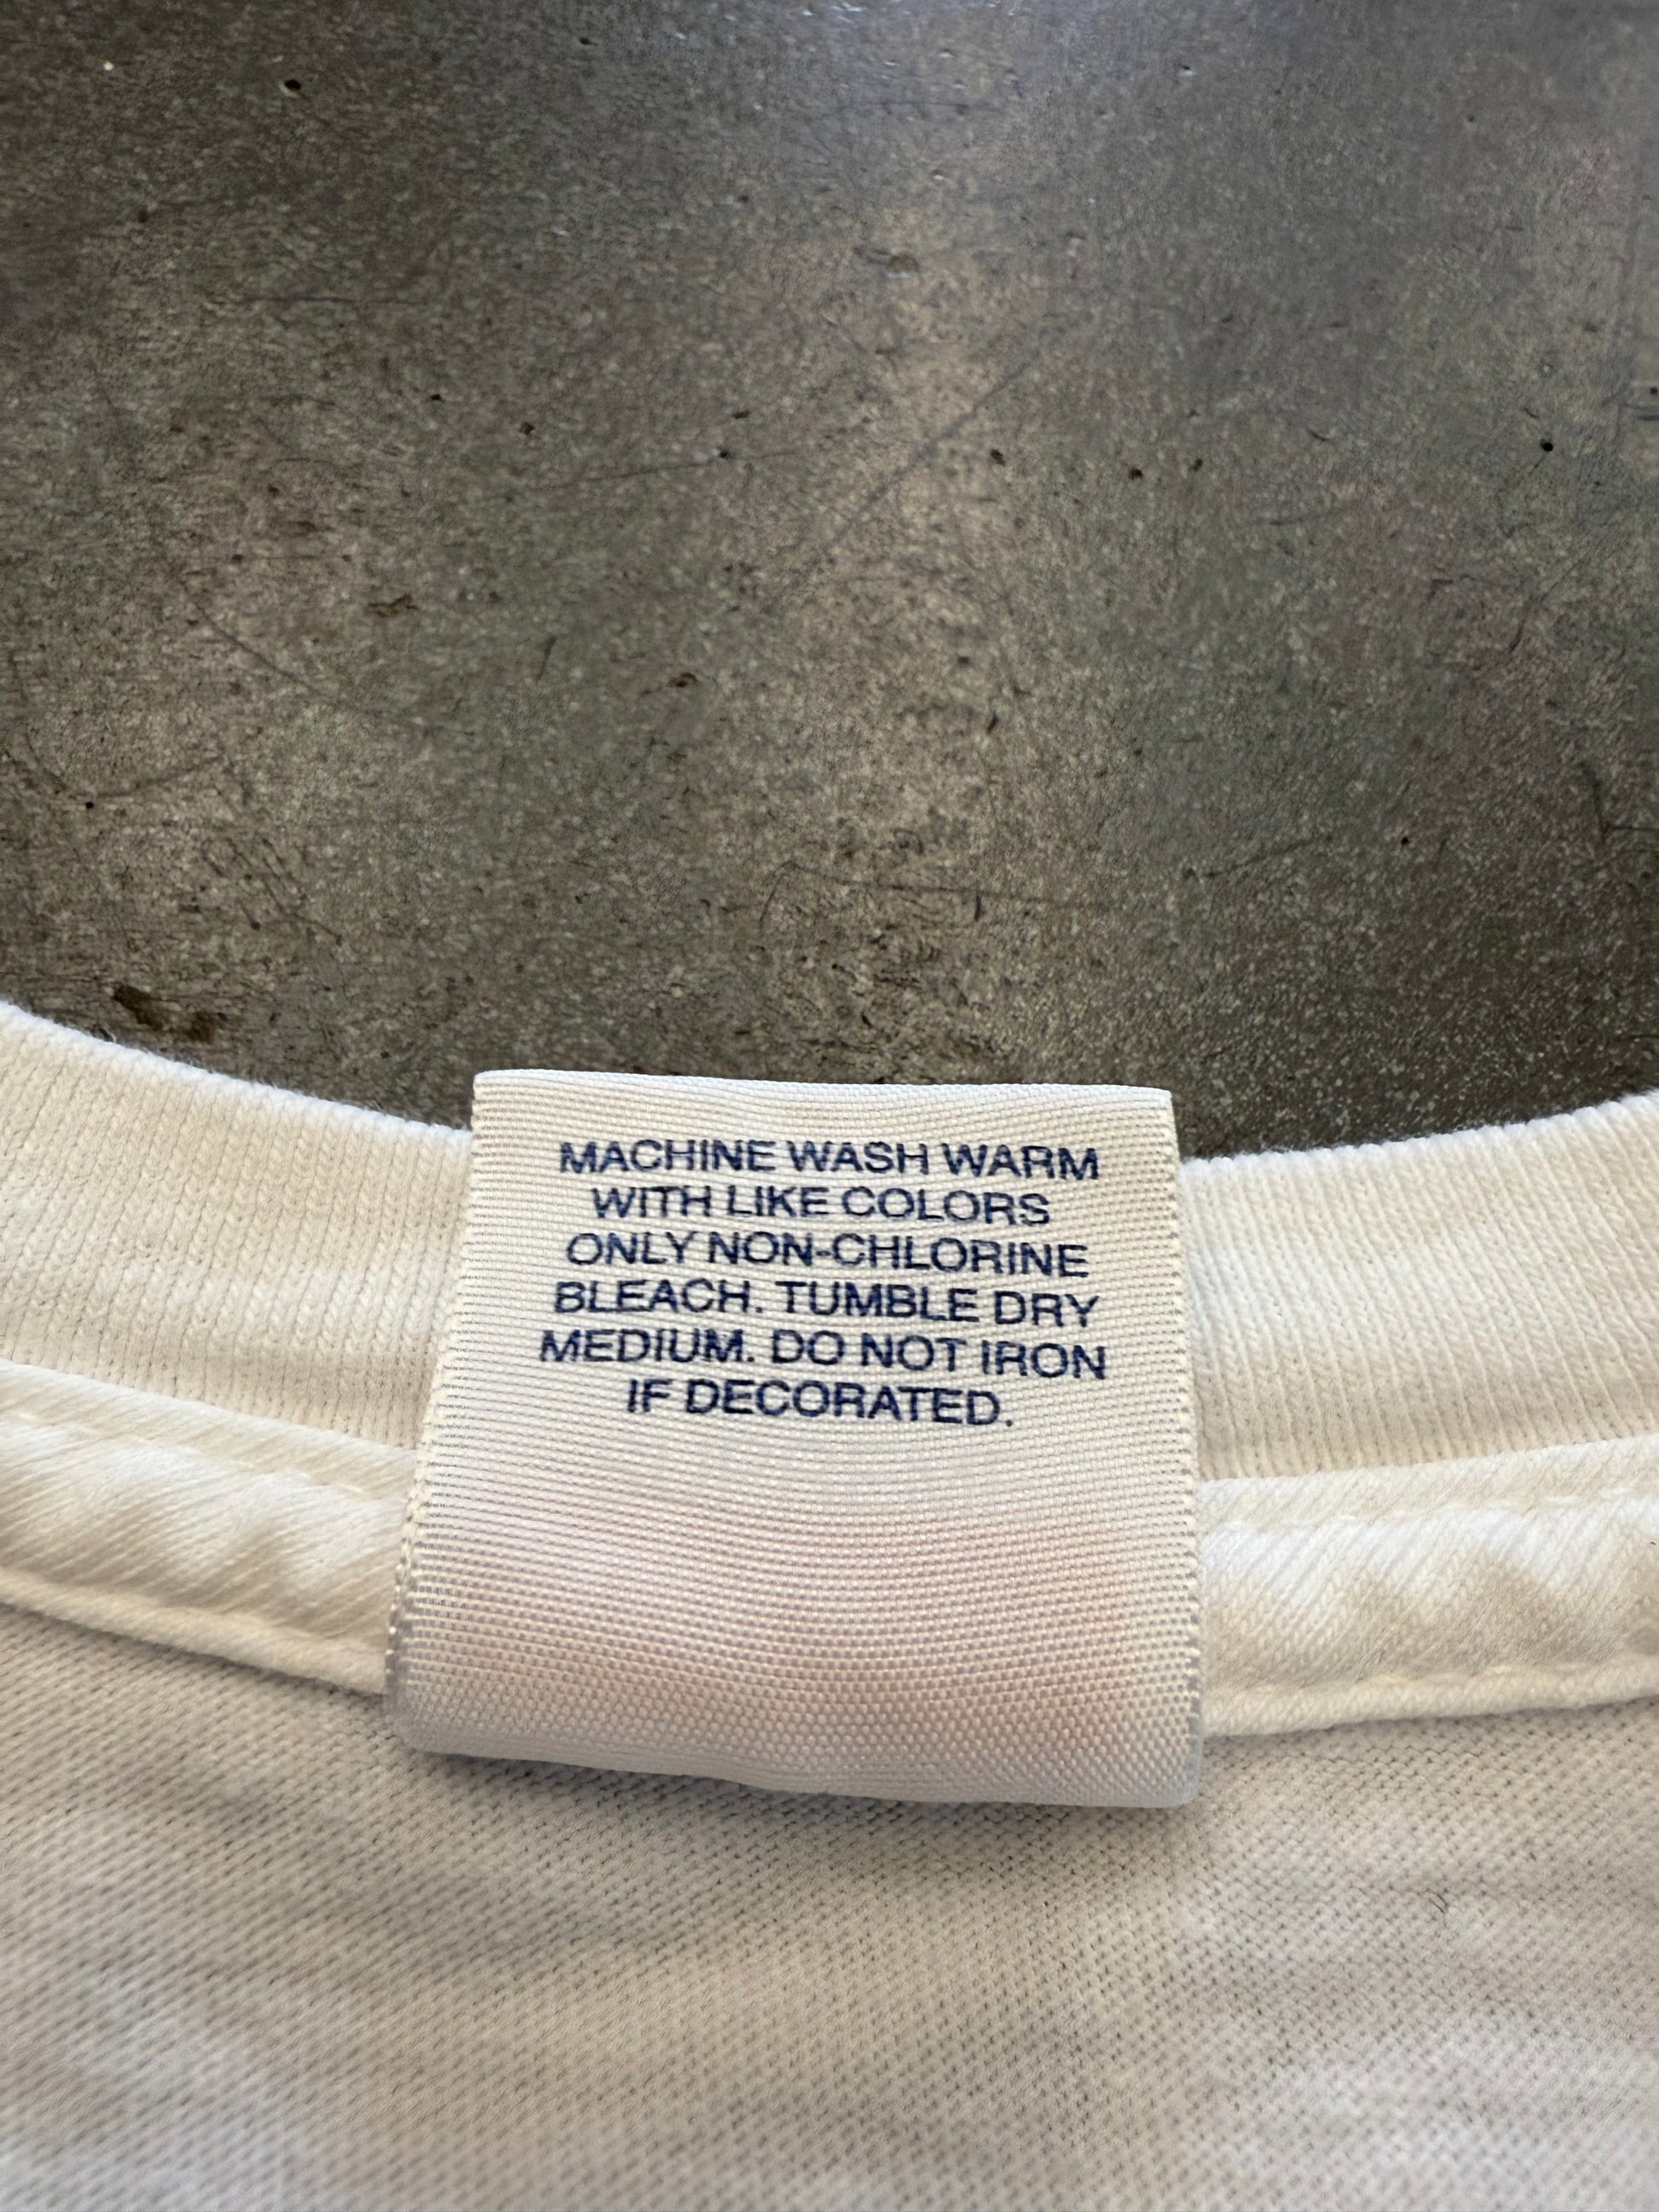 MACHINE WASH WARM
WITH LIKE COLORS
ONLY NON-CHLORINE
BLEACH. TUMBLE DRY
MEDIUM. DO NOT IRON
IF DECORATED.